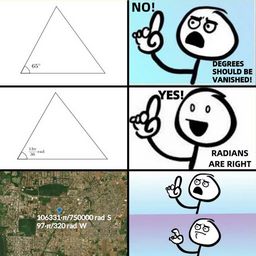 NO!
65°
DEGREES
SHOULD BE
VANISHED!
YES!
13π/36 rad
RADIANS
ARE RIGHT
106331·π/750000 rad S
97·π/320 rad W